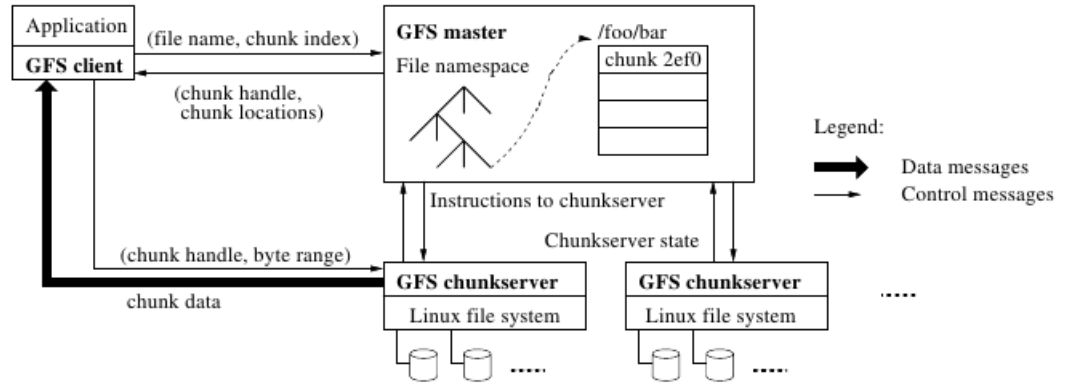 Application
GFS client
(file name, chunk index)
(chunk handle,
chunk locations)
GFS master
File namespace
/foo/bar
chunk 2ef0
Legend:
Data messages
Control messages
Instructions to chunkserver
Chunkserver state
(chunk handle, byte range)
chunk data
GFS chunkserver
Linux file system
GFS chunkserver
Linux file system